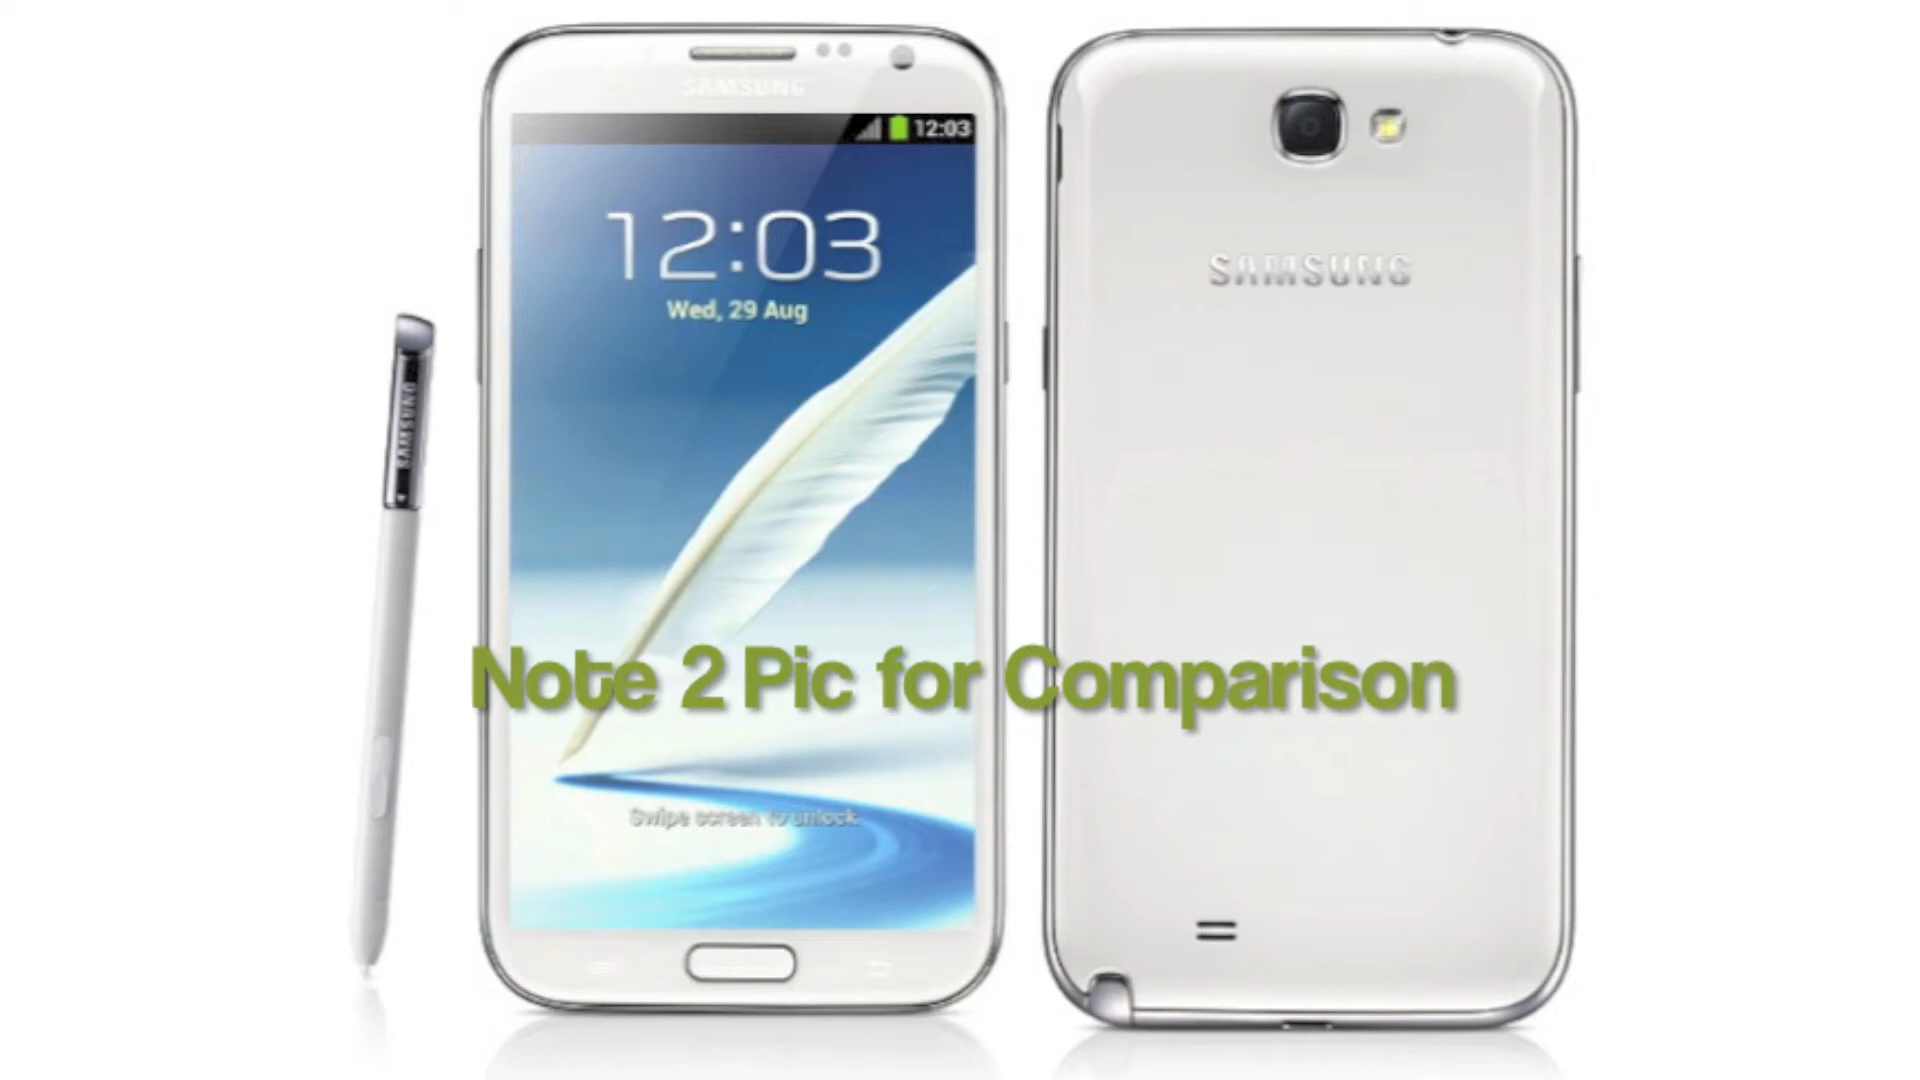 SAMSUNG
12:03
12:03
Wed, 29 Aug
SAMSUNG
SAMSUNG
Note 2 Pic for Comparison
Swipe screen to unlock